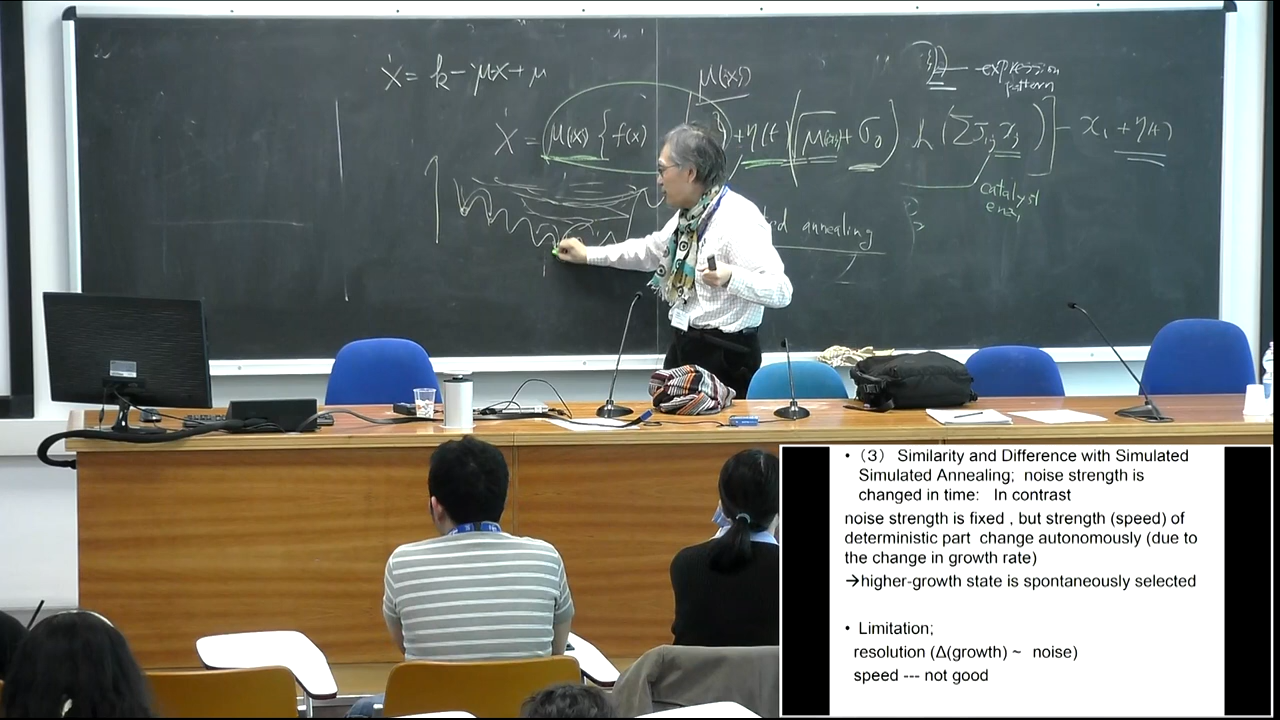 Ẋ = k − μX + μ
μ(x)
expression
pattern
Ẋ = μ(x) { f(x) } + η(t)
√μ(x) + σ₀
h (Σ Jij xj) ] − xi + η(t)
catalyst
annealing
• (3) Similarity and Difference with Simulated
Simulated Annealing; noise strength is
changed in time: In contrast
noise strength is fixed , but strength (speed) of
deterministic part change autonomously (due to
the change in growth rate)
→higher-growth state is spontaneously selected
• Limitation;
resolution (Δ(growth) ~ noise)
speed --- not good